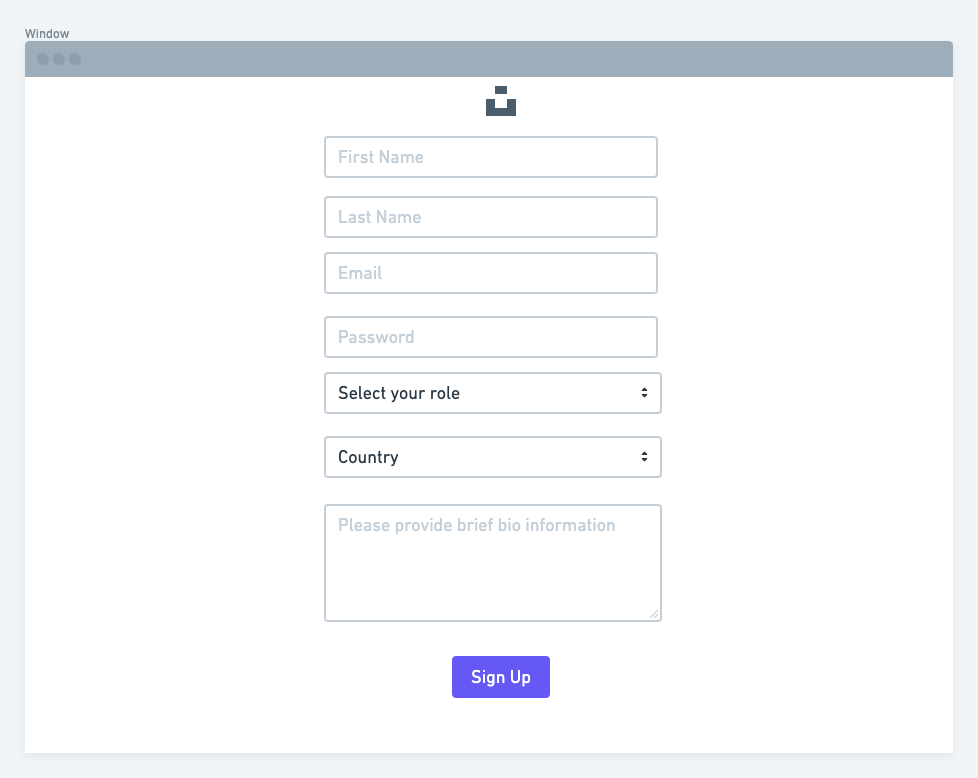 Window
First Name
Last Name
Email
Password
Select your role
Country
Please provide brief bio information
Sign Up